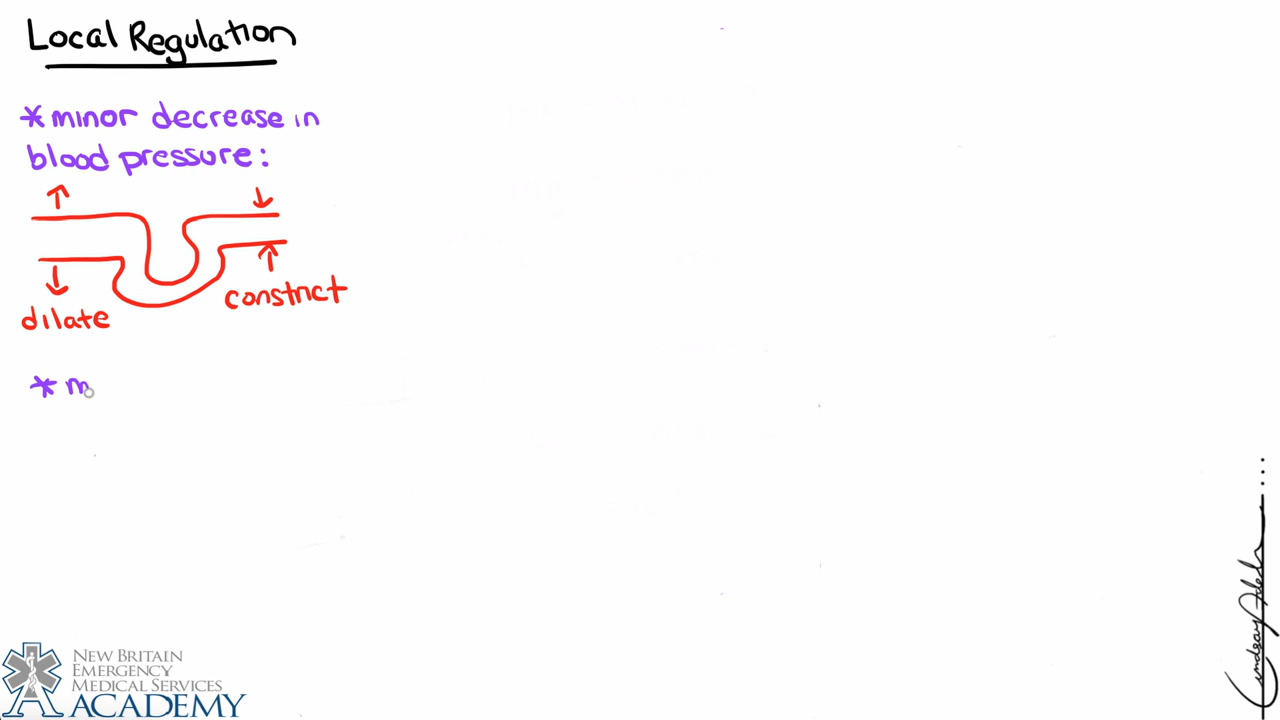 Local Regulation
* minor decrease in
blood pressure:
dilate
constrict
* m
NEW BRITAIN
EMERGENCY
MEDICAL SERVICES
ACADEMY